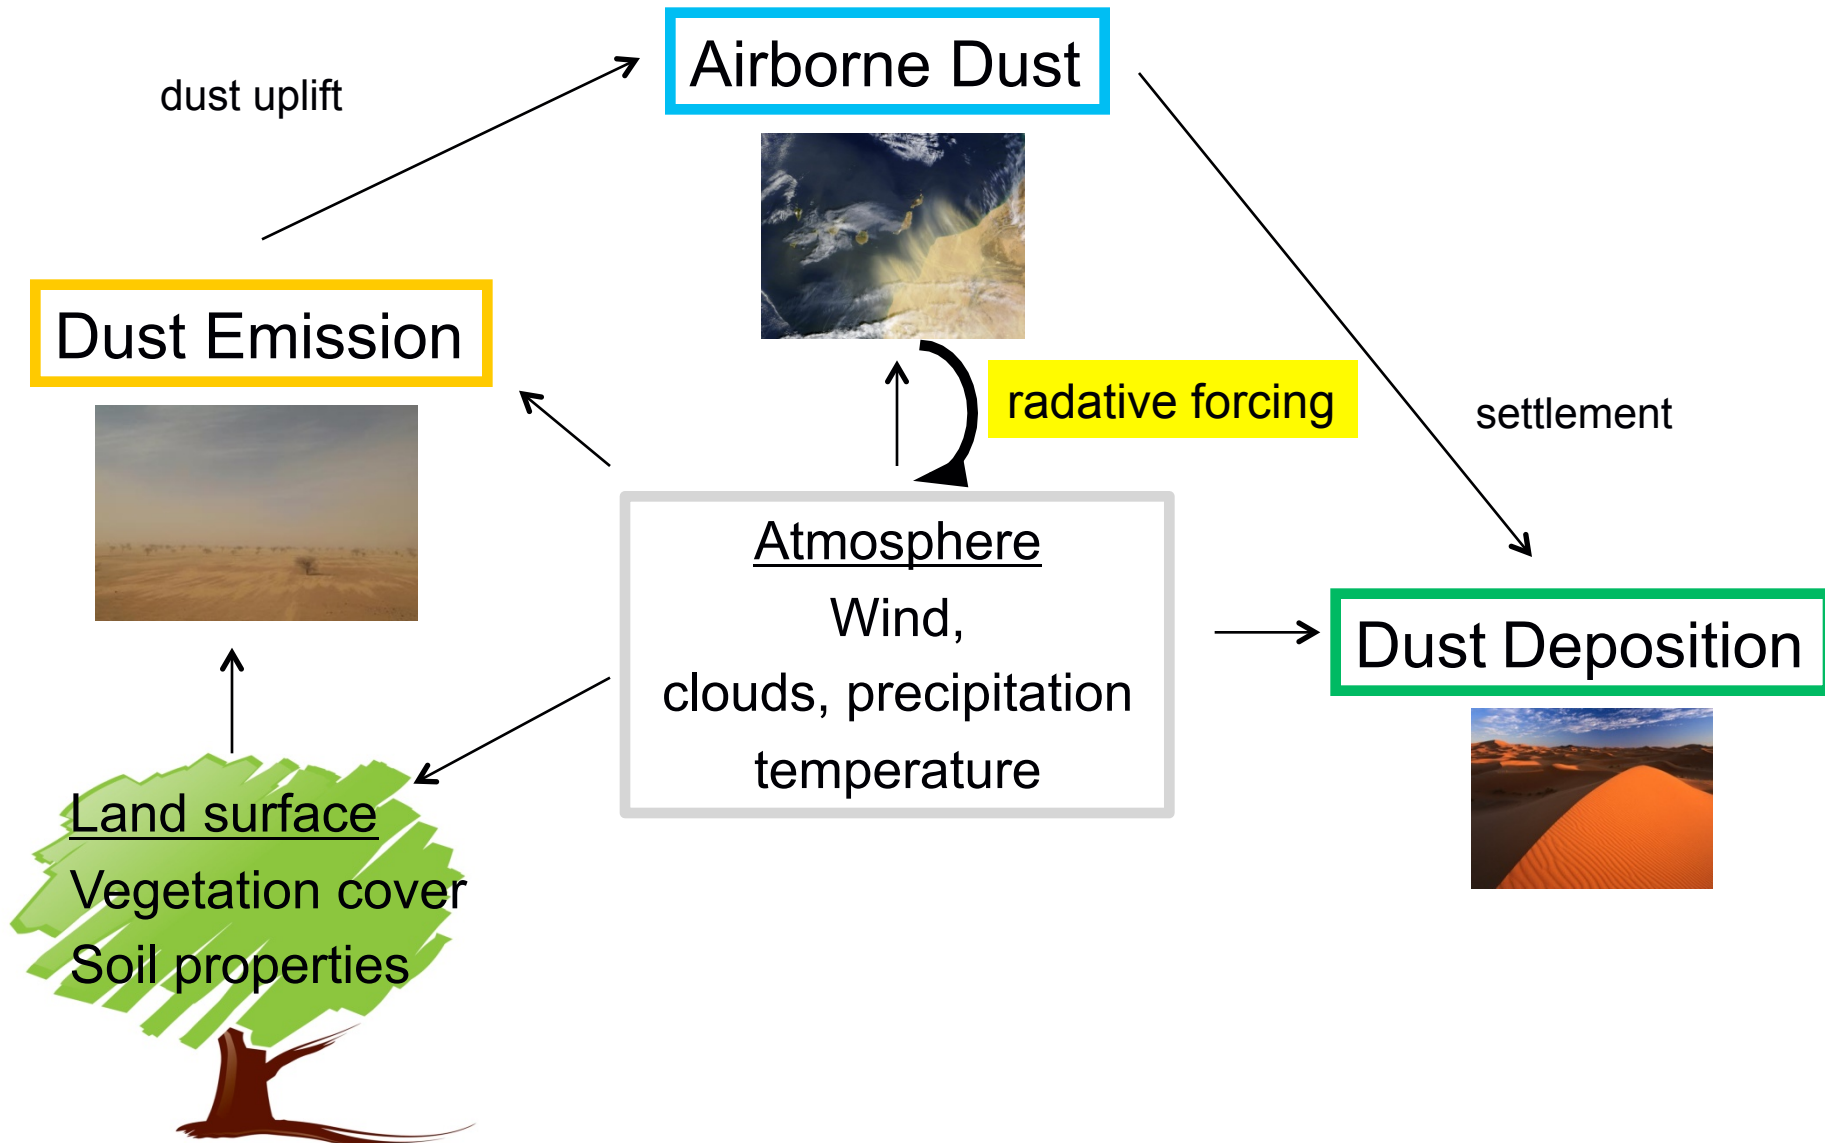 Airborne Dust
dust uplift
Dust Emission
radative forcing
settlement
Atmosphere
Wind,
clouds, precipitation
temperature
Dust Deposition
Land surface
Vegetation cover
Soil properties